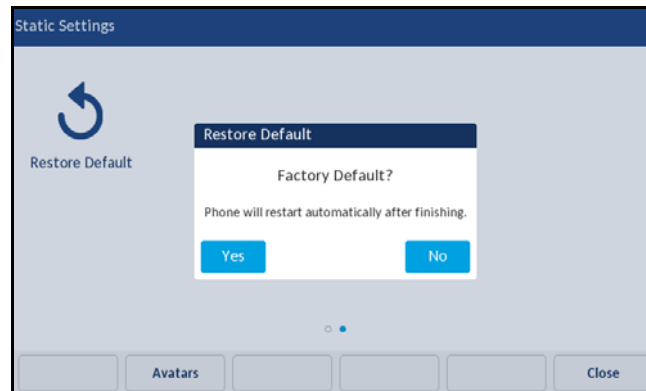 Static Settings
Restore Default
Restore Default
Factory Default?
Phone will restart automatically after finishing.
Yes
No
Avatars
Close